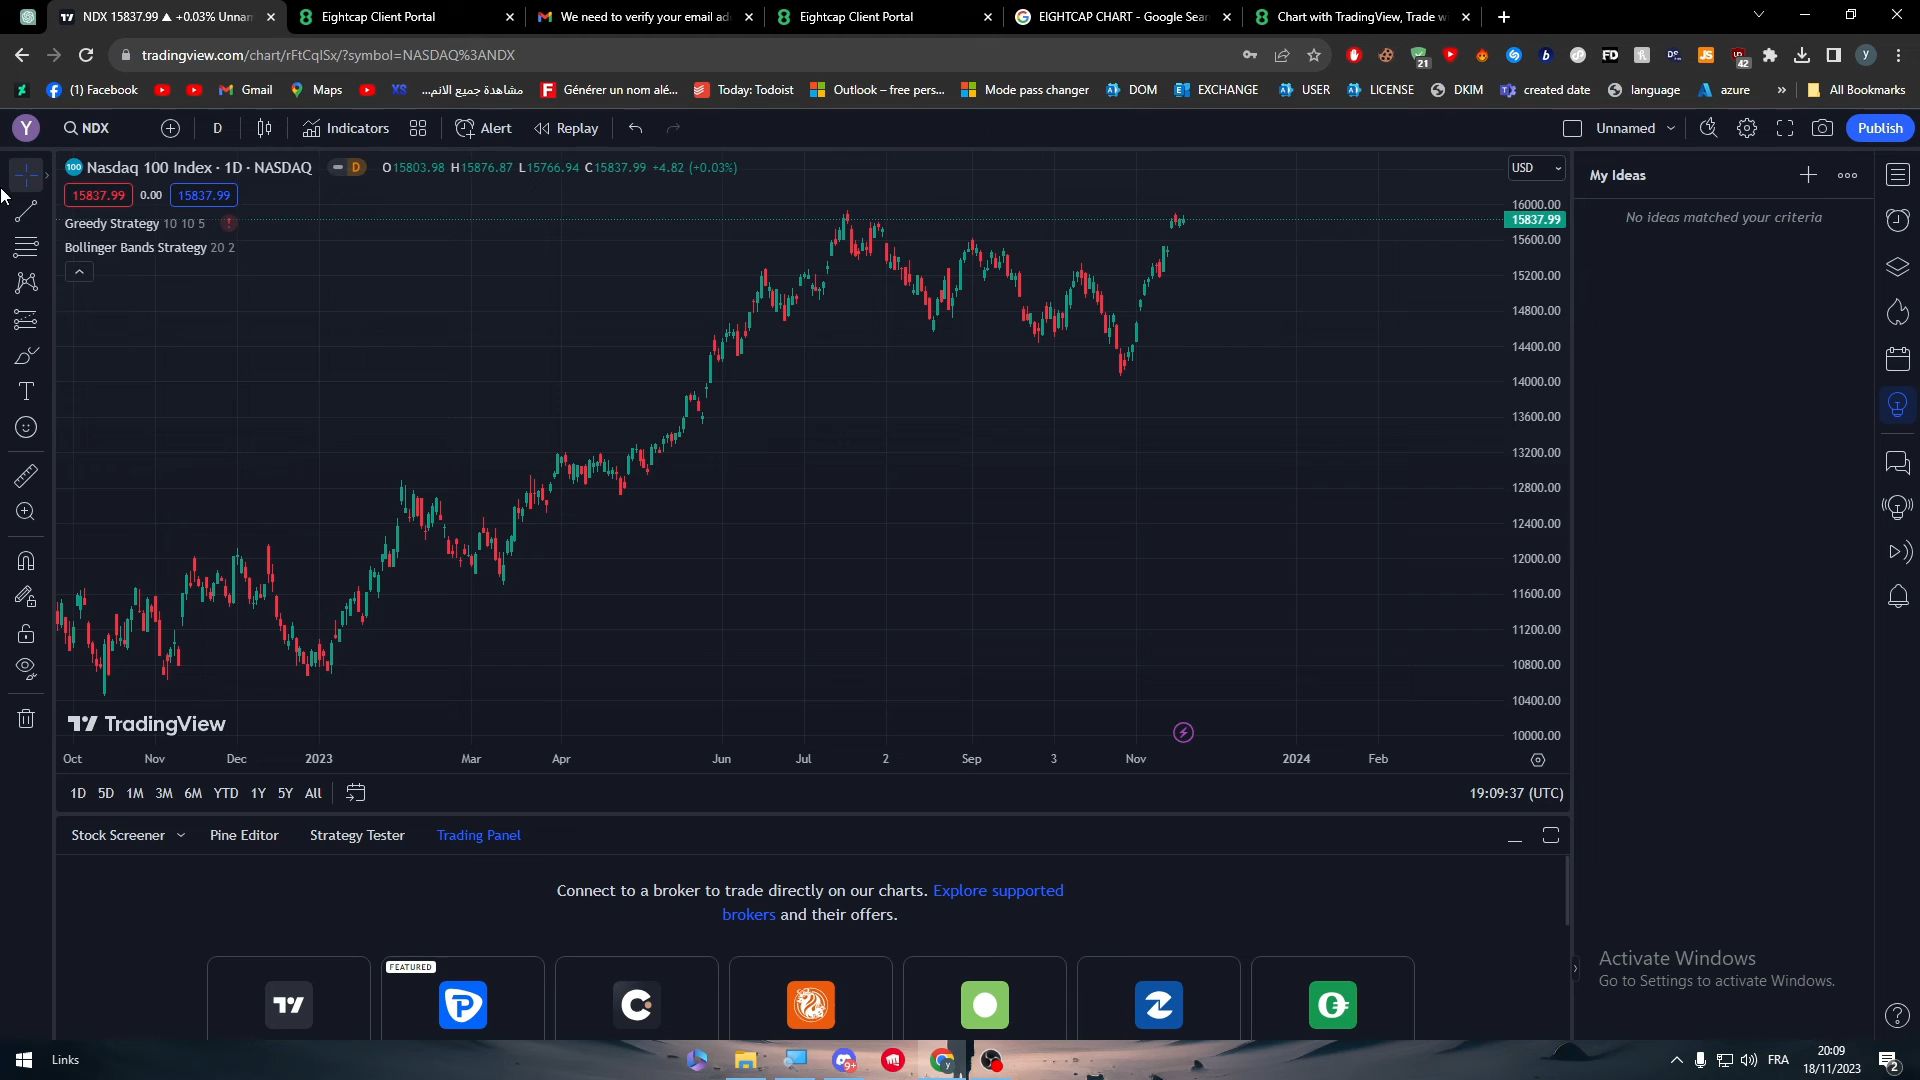 NDX 15837.99 ▲ +0.03% Unnam
Eightcap Client Portal
We need to verify your email ad
Eightcap Client Portal
EIGHTCAP CHART - Google Sear
Chart with TradingView, Trade w
tradingview.com/chart/rFtCqISx/?symbol=NASDAQ%3ANDX
21
FD
JS
42
y
(1) Facebook
Gmail
Maps
XS
مشاهدة جميع الانم...
Générer un nom alé...
Today: Todoist
Outlook – free pers...
Mode pass changer
DOM
EXCHANGE
USER
LICENSE
DKIM
created date
language
azure
»
All Bookmarks
Y
NDX
D
Indicators
Alert
Replay
Unnamed
Publish
100 Nasdaq 100 Index · 1D · NASDAQ
D
O15803.98 H15876.87 L15766.94 C15837.99 +4.82 (+0.03%)
USD
15837.99 0.00 15837.99
Greedy Strategy 10 10 5
Bollinger Bands Strategy 20 2
My Ideas
No ideas matched your criteria
16000.00
15837.99
15600.00
15200.00
14800.00
14400.00
14000.00
13600.00
13200.00
12800.00
12400.00
12000.00
11600.00
11200.00
10800.00
10400.00
10000.00
TradingView
Oct Nov Dec 2023 Mar Apr Jun Jul 2 Sep 3 Nov 2024 Feb
1D 5D 1M 3M 6M YTD 1Y 5Y All
19:09:37 (UTC)
Stock Screener
Pine Editor
Strategy Tester
Trading Panel
Connect to a broker to trade directly on our charts. Explore supported
brokers and their offers.
FEATURED
Activate Windows
Go to Settings to activate Windows.
Links
9+
FRA
20:09
18/11/2023
2